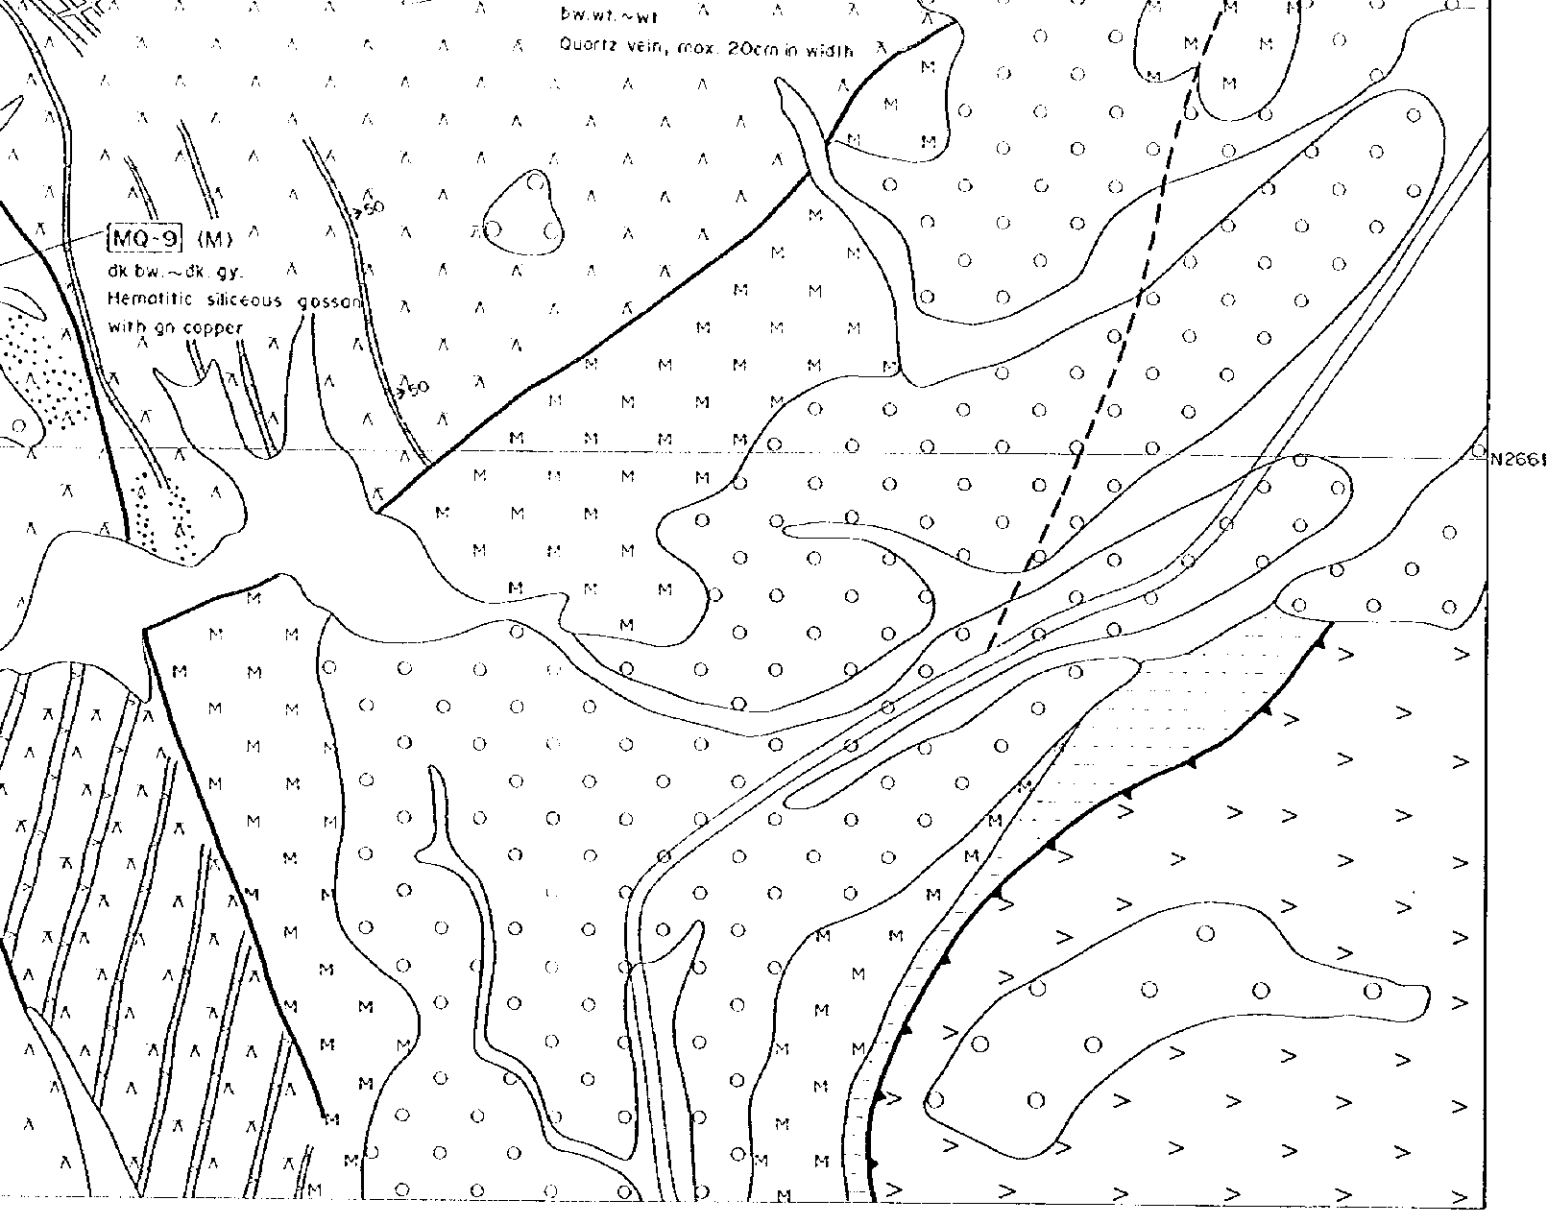 bw.wt.~wt
Quartz vein, max. 20cm in width
>50
MQ-9 (M)
dk bw.~dk. gy.
Hematitic siliceous gossan
with gn copper
>50
N2661